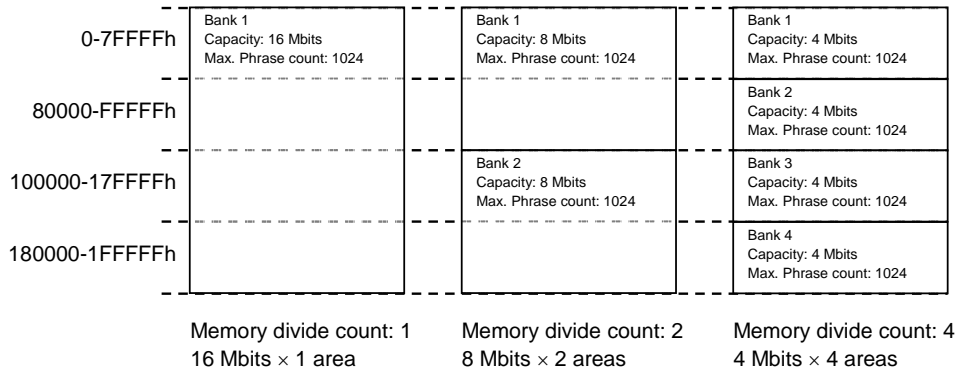 0-7FFFFh
Bank 1
Capacity: 16 Mbits
Max. Phrase count: 1024
Bank 1
Capacity: 8 Mbits
Max. Phrase count: 1024
Bank 1
Capacity: 4 Mbits
Max. Phrase count: 1024
80000-FFFFFh
Bank 2
Capacity: 4 Mbits
Max. Phrase count: 1024
100000-17FFFFh
Bank 2
Capacity: 8 Mbits
Max. Phrase count: 1024
Bank 3
Capacity: 4 Mbits
Max. Phrase count: 1024
180000-1FFFFFh
Bank 4
Capacity: 4 Mbits
Max. Phrase count: 1024
Memory divide count: 1
16 Mbits × 1 area
Memory divide count: 2
8 Mbits × 2 areas
Memory divide count: 4
4 Mbits × 4 areas